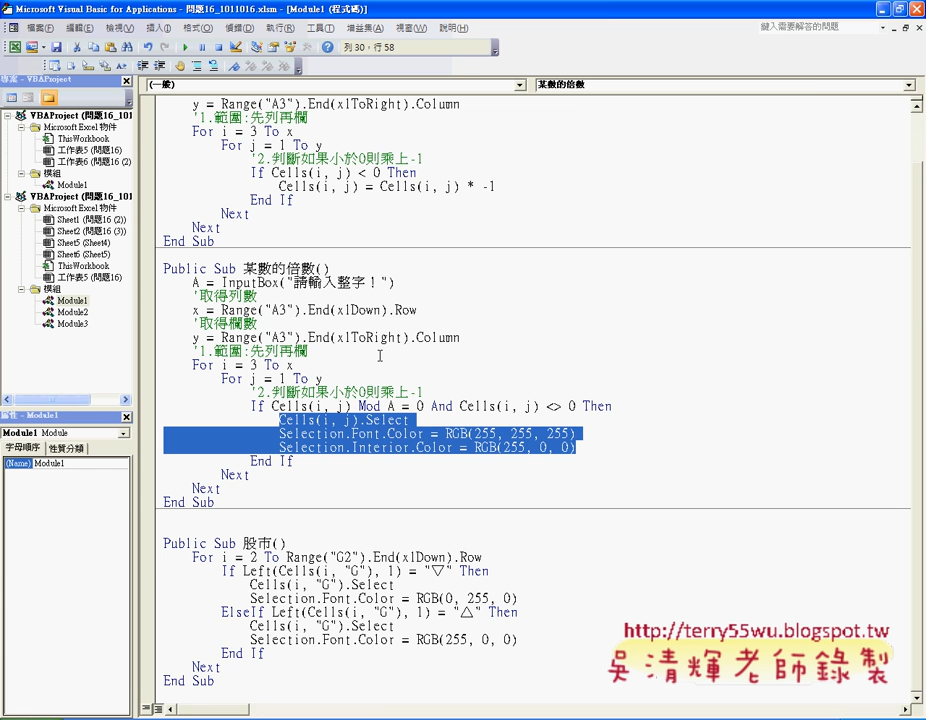 Microsoft Visual Basic for Applications - 問題16_1011016.xlsm - [Module1 (程式碼)]
檔案(F) 編輯(E) 檢視(V) 插入(I) 格式(O) 偵錯(D) 執行(R) 工具(T) 增益集(A) 視窗(W) 說明(H)
鍵入需要解答的問題
列 30，行 58
專案 - VBAProject
(一般)
某數的倍數
VBAProject (問題16_101
Microsoft Excel 物件
ThisWorkbook
工作表5 (問題16)
工作表6 (問題16 (2)
模組
Module1
VBAProject (問題16_101
Microsoft Excel 物件
Sheet1 (問題16 (2))
Sheet2 (問題16 (3))
Sheet5 (Sheet4)
Sheet6 (Sheet5)
ThisWorkbook
工作表5 (問題16)
模組
Module1
Module2
Module3
屬性 - Module1
Module1 Module
字母順序 性質分類
(Name) Module1
y = Range("A3").End(xlToRight).Column
'1.範圍:先列再欄
For i = 3 To x
For j = 1 To y
'2.判斷如果小於0則乘上-1
If Cells(i, j) < 0 Then
Cells(i, j) = Cells(i, j) * -1
End If
Next
Next
End Sub
Public Sub 某數的倍數()
A = InputBox("請輸入整字！")
'取得列數
x = Range("A3").End(xlDown).Row
'取得欄數
y = Range("A3").End(xlToRight).Column
'1.範圍:先列再欄
For i = 3 To x
For j = 1 To y
'2.判斷如果小於0則乘上-1
If Cells(i, j) Mod A = 0 And Cells(i, j) <> 0 Then
Cells(i, j).Select
Selection.Font.Color = RGB(255, 255, 255)
Selection.Interior.Color = RGB(255, 0, 0)
End If
Next
Next
End Sub
Public Sub 股市()
For i = 2 To Range("G2").End(xlDown).Row
If Left(Cells(i, "G"), 1) = "▽" Then
Cells(i, "G").Select
Selection.Font.Color = RGB(0, 255, 0)
ElseIf Left(Cells(i, "G"), 1) = "△" Then
Cells(i, "G").Select
Selection.Font.Color = RGB(255, 0, 0)
End If
Next
End Sub
http://terry55wu.blogspot.tw
吳清輝老師錄製